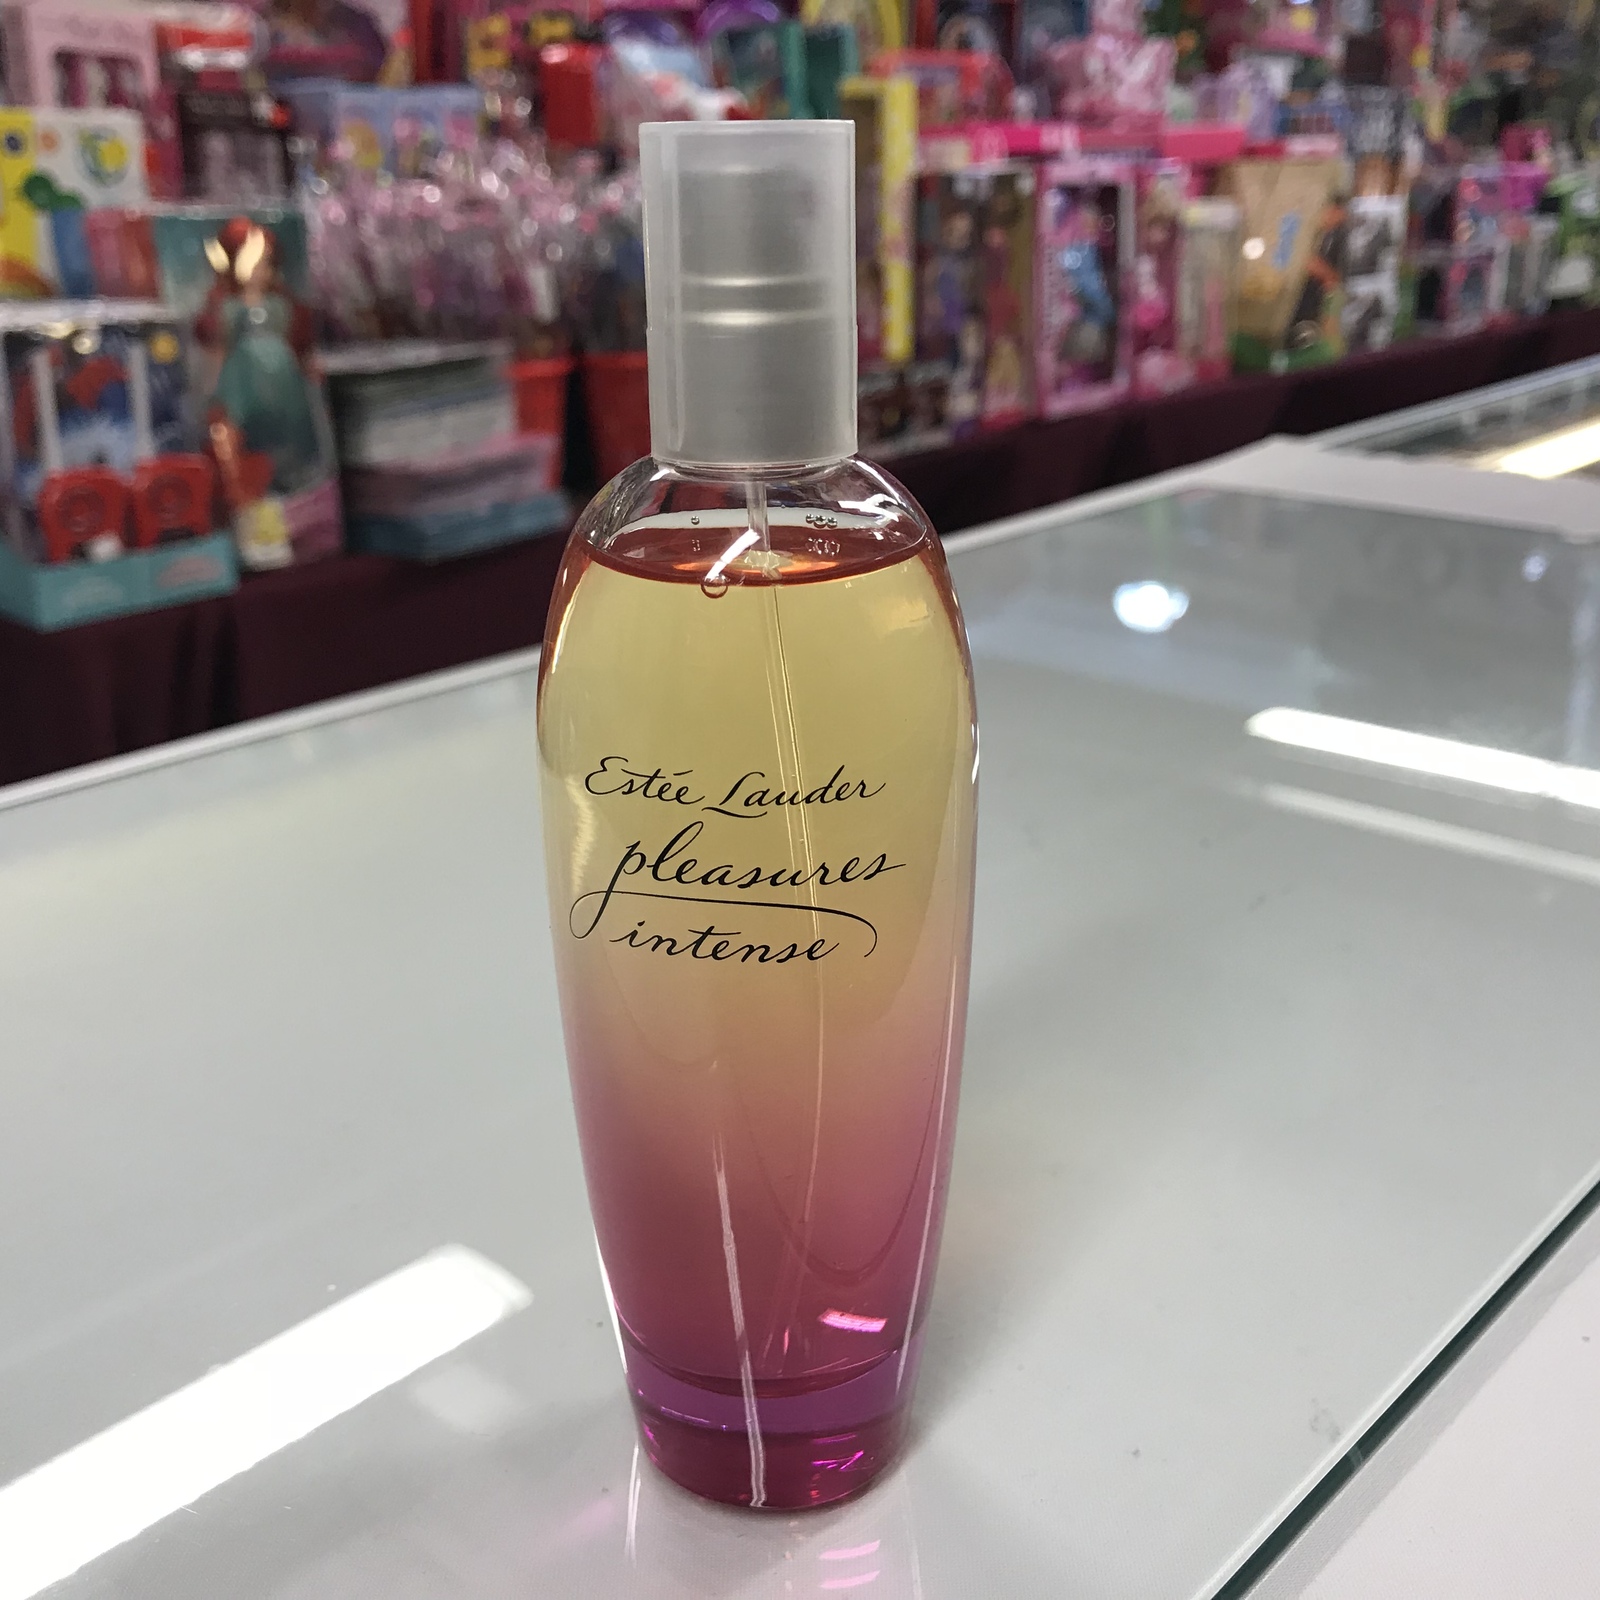 Estée Lauder
pleasures
intense